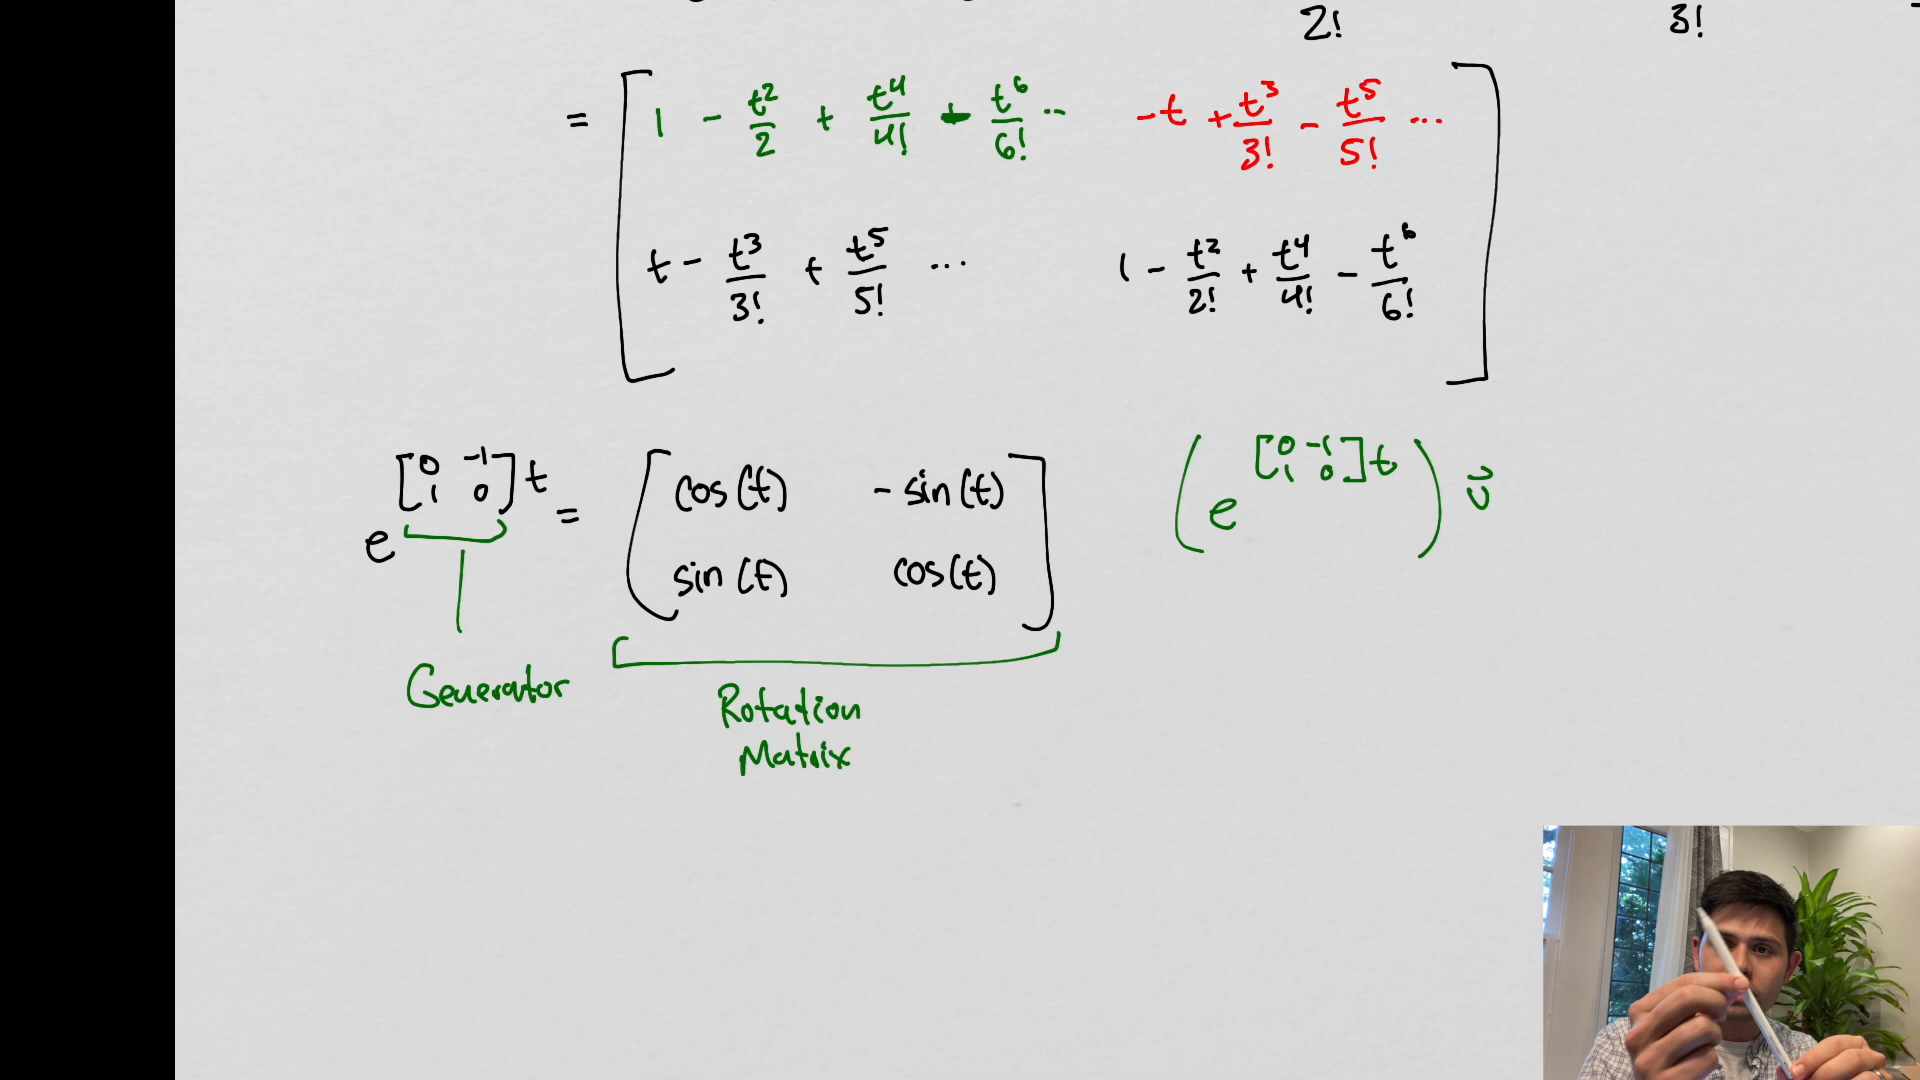 2! 3!
= [ 1 - t²/2 + t⁴/4! - t⁶/6! ·· -t + t³/3! - t⁵/5! ...
t - t³/3! + t⁵/5! ... 1 - t²/2! + t⁴/4! - t⁶/6! ]
e^([0 -1; 1 0]t) = [ cos(t) - sin(t)
sin(t) cos(t) ]
(e^([0 -1; 1 0]t)) v⃗
Generator
Rotation
Matrix